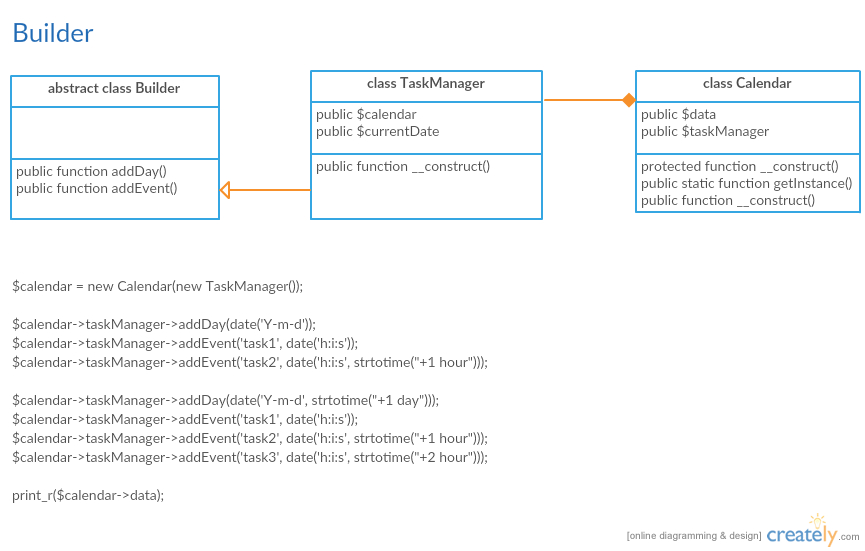 Builder
abstract class Builder
public function addDay()
public function addEvent()
class TaskManager
public $calendar
public $currentDate
public function __construct()
class Calendar
public $data
public $taskManager
protected function __construct()
public static function getInstance()
public function __construct()
$calendar = new Calendar(new TaskManager());
$calendar->taskManager->addDay(date('Y-m-d'));
$calendar->taskManager->addEvent('task1', date('h:i:s'));
$calendar->taskManager->addEvent('task2', date('h:i:s', strtotime("+1 hour")));
$calendar->taskManager->addDay(date('Y-m-d', strtotime("+1 day")));
$calendar->taskManager->addEvent('task1', date('h:i:s'));
$calendar->taskManager->addEvent('task2', date('h:i:s', strtotime("+1 hour")));
$calendar->taskManager->addEvent('task3', date('h:i:s', strtotime("+2 hour")));
print_r($calendar->data);
[online diagramming & design] creately.com